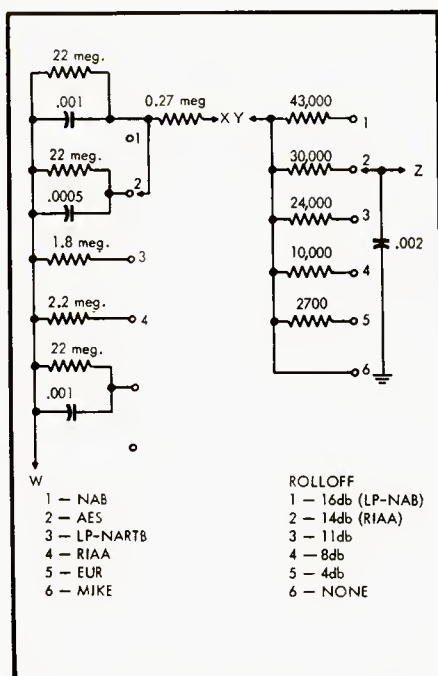 22 meg.
.001
0.27 meg
X Y
43,000
1
1
22 meg.
30,000
2
Z
.0005
2
24,000
3
.002
1.8 meg.
3
10,000
4
2.2 meg.
4
2700
5
22 meg.
.001
6
W
1 – NAB
2 – AES
3 – LP-NARTB
4 – RIAA
5 – EUR
6 – MIKE
ROLLOFF
1 – 16db (LP-NAB)
2 – 14db (RIAA)
3 – 11db
4 – 8db
5 – 4db
6 – NONE